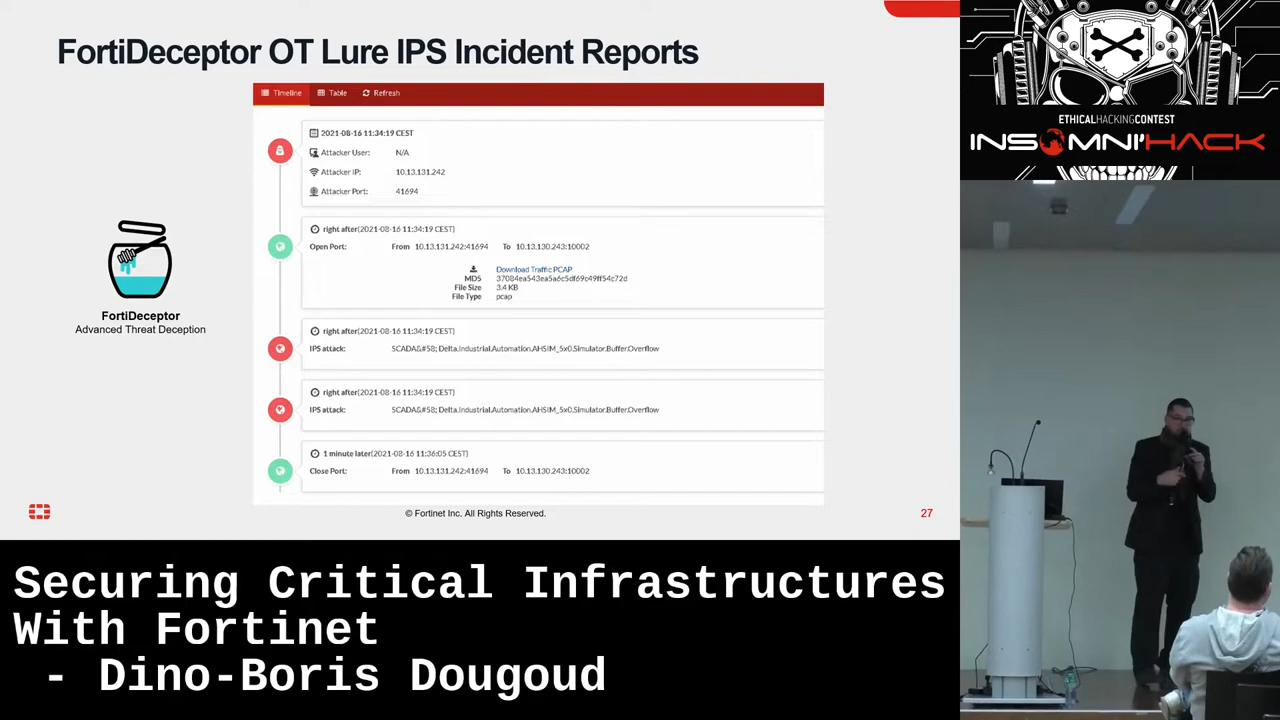 FortiDeceptor OT Lure IPS Incident Reports
Timeline Table Refresh
2021-08-16 11:34:19 CEST
Attacker User: N/A
Attacker IP: 10.13.131.242
Attacker Port: 41694
right after(2021-08-16 11:34:19 CEST)
Open Port: From 10.13.131.242:41694 To 10.13.130.243:10002
Download Traffic PCAP
MD5 37084ea543ea5a6c5df69c49ff54c72d
File Size 3.4 KB
File Type pcap
right after(2021-08-16 11:34:19 CEST)
IPS attack: SCADA&#58; Delta.Industrial.Automation.AHSIM_5x0.Simulator.Buffer.Overflow
right after(2021-08-16 11:34:19 CEST)
IPS attack: SCADA&#58; Delta.Industrial.Automation.AHSIM_5x0.Simulator.Buffer.Overflow
1 minute later(2021-08-16 11:36:05 CEST)
Close Port: From 10.13.131.242:41694 To 10.13.130.243:10002
FortiDeceptor
Advanced Threat Deception
© Fortinet Inc. All Rights Reserved.
27
ETHICALHACKINGCONTEST
INSOMNI'HACK
Securing Critical Infrastructures
With Fortinet
- Dino-Boris Dougoud